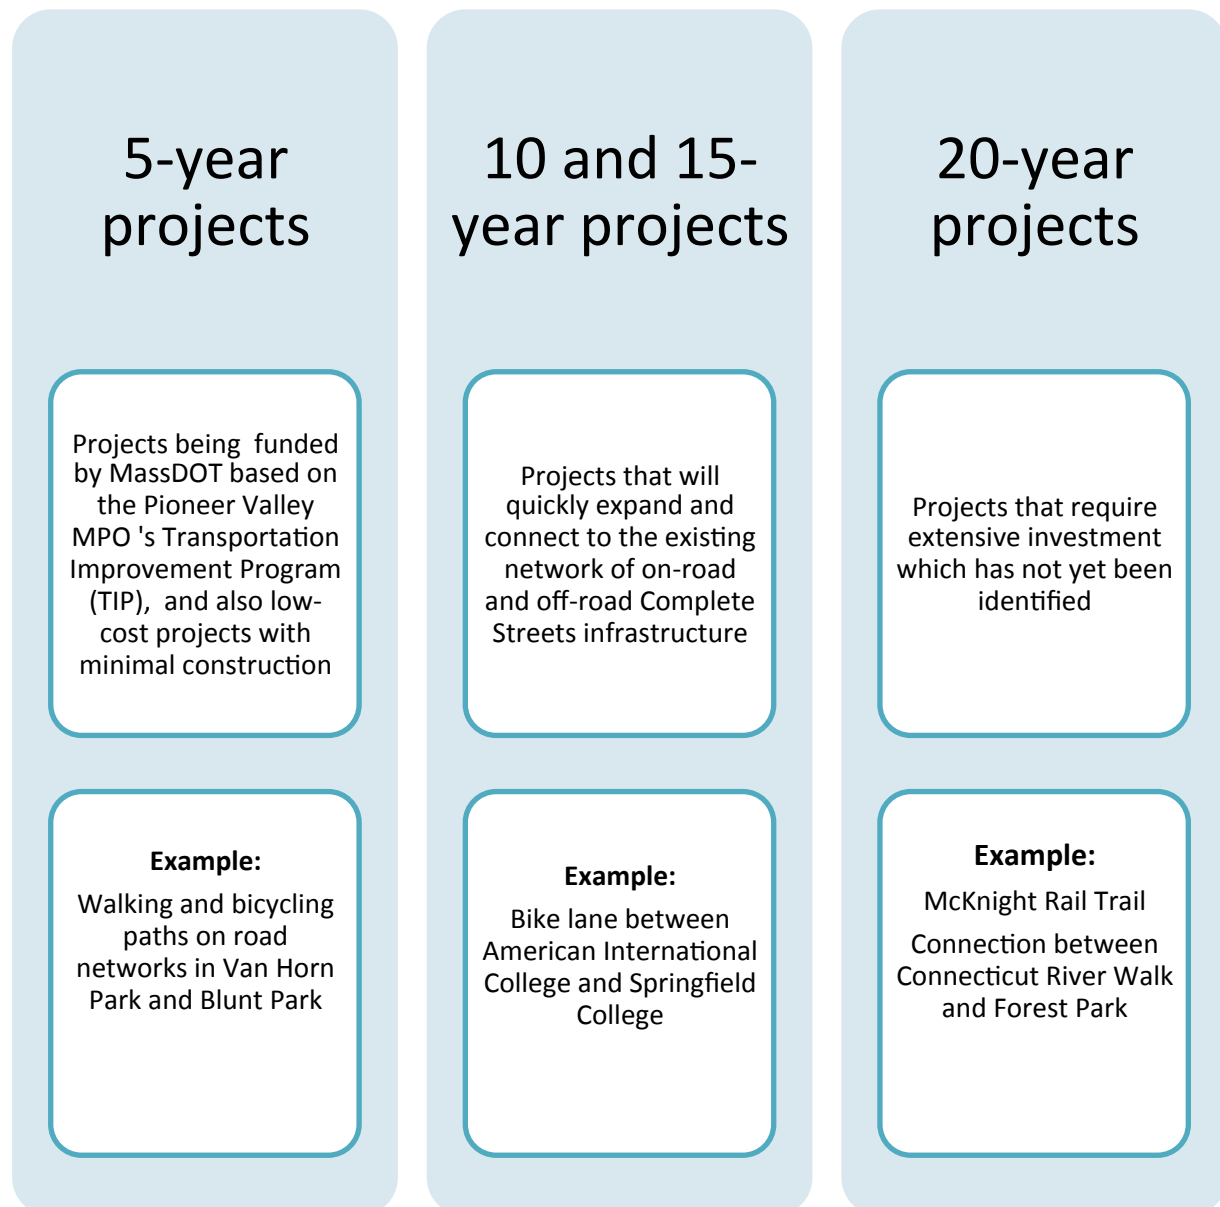 5-year
projects
Projects being  funded
by MassDOT based on
the Pioneer Valley
MPO 's Transportation
Improvement Program
(TIP),  and also low-
cost projects with
minimal construction
Example:
Walking and bicycling
paths on road
networks in Van Horn
Park and Blunt Park
10 and 15-
year projects
Projects that will
quickly expand and
connect to the existing
network of on-road
and off-road Complete
Streets infrastructure
Example:
Bike lane between
American International
College and Springfield
College
20-year
projects
Projects that require
extensive investment
which has not yet been
identified
Example:
McKnight Rail Trail
Connection between
Connecticut River Walk
and Forest Park